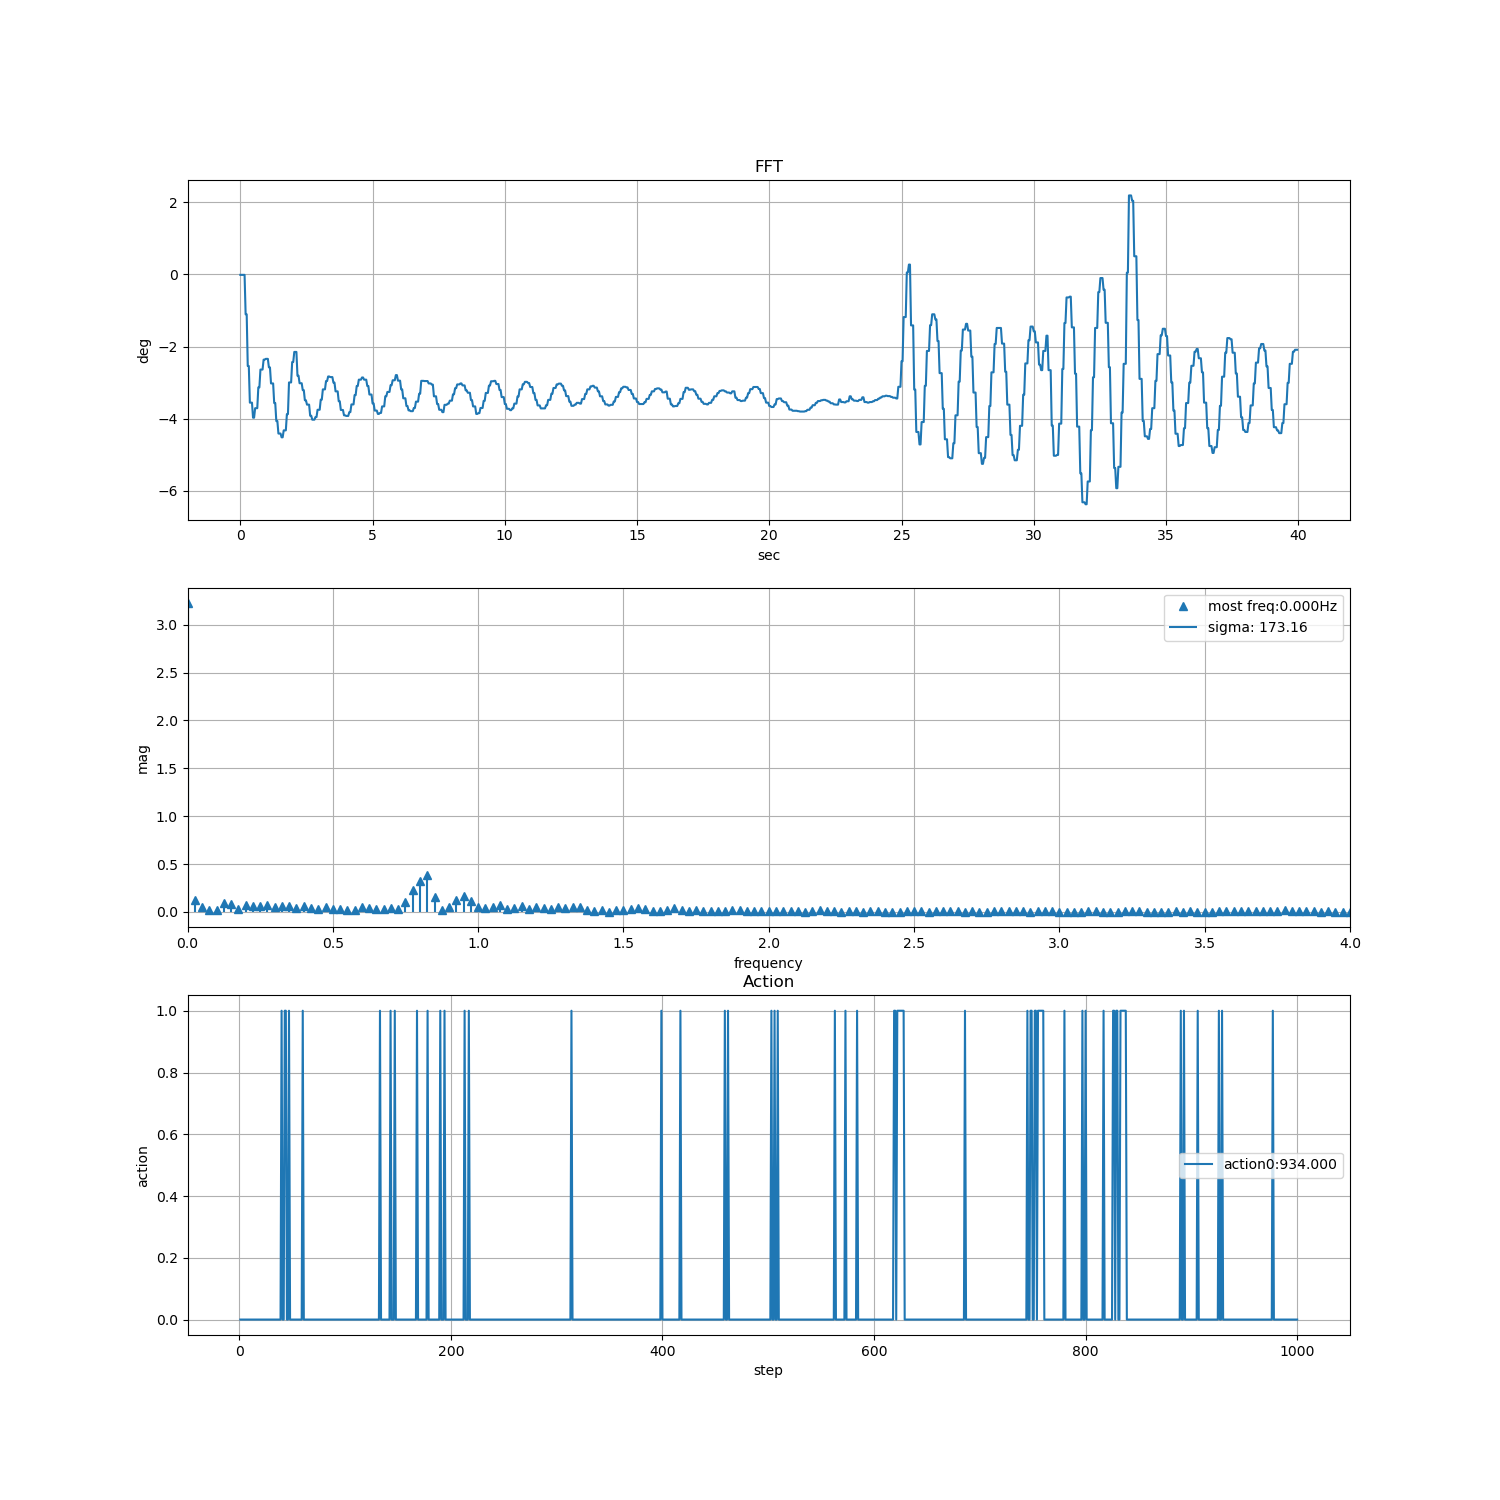 FFT
2
0
−2
−4
−6
deg
0 5 10 15 20 25 30 35 40
sec
most freq:0.000Hz
sigma: 173.16
3.0
2.5
2.0
1.5
1.0
0.5
0.0
mag
0.0 0.5 1.0 1.5 2.0 2.5 3.0 3.5 4.0
frequency
Action
1.0
0.8
0.6
0.4
0.2
0.0
action
action0:934.000
0 200 400 600 800 1000
step